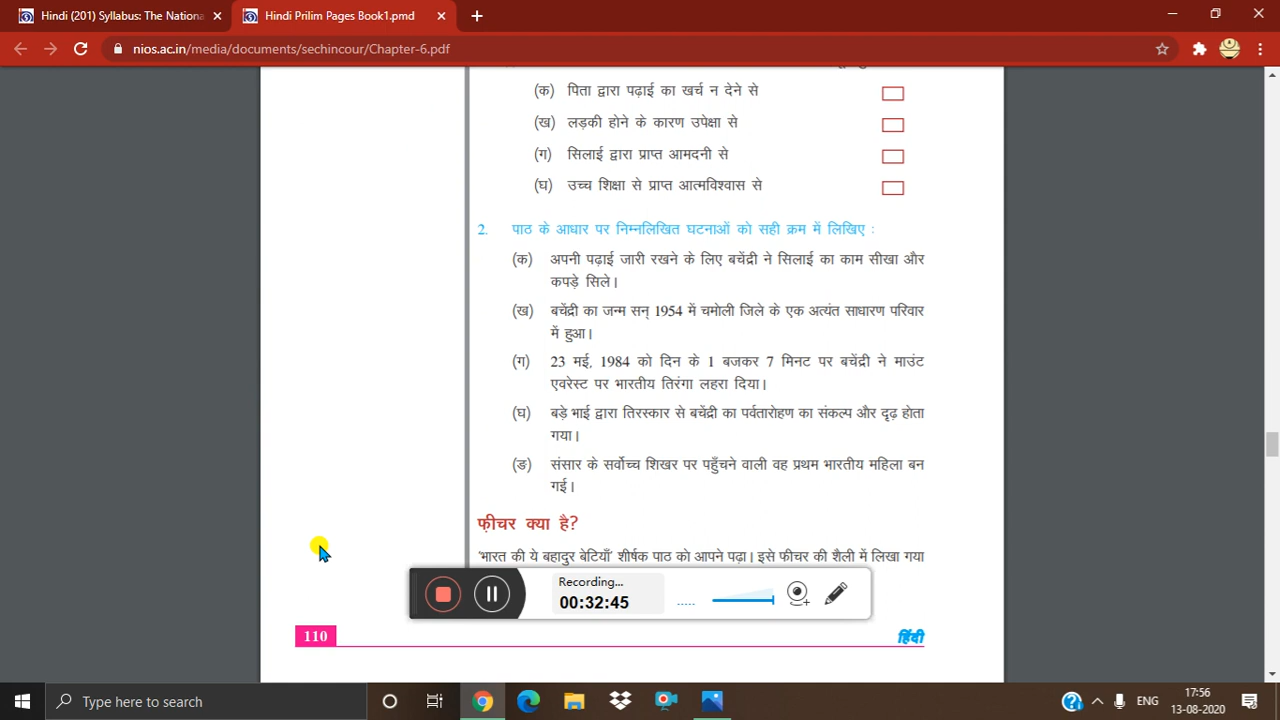 Hindi (201) Syllabus: The Nationa
Hindi Prilim Pages Book1.pmd
nios.ac.in/media/documents/sechincour/Chapter-6.pdf
(क) पिता द्वारा पढ़ाई का खर्च न देने से
(ख) लड़की होने के कारण उपेक्षा से
(ग) सिलाई द्वारा प्राप्त आमदनी से
(घ) उच्च शिक्षा से प्राप्त आत्मविश्वास से
2. पाठ के आधार पर निम्नलिखित घटनाओं को सही क्रम में लिखिए :
(क) अपनी पढ़ाई जारी रखने के लिए बचेंद्री ने सिलाई का काम सीखा और
कपड़े सिले।
(ख) बचेंद्री का जन्म सन् 1954 में चमोली जिले के एक अत्यंत साधारण परिवार
में हुआ।
(ग) 23 मई, 1984 को दिन के 1 बजकर 7 मिनट पर बचेंद्री ने माउंट
एवरेस्ट पर भारतीय तिरंगा लहरा दिया।
(घ) बड़े भाई द्वारा तिरस्कार से बचेंद्री का पर्वतारोहण का संकल्प और दृढ़ होता
गया।
(ङ) संसार के सर्वोच्च शिखर पर पहुँचने वाली वह प्रथम भारतीय महिला बन
गई।
फ़ीचर क्या है?
'भारत की ये बहादुर बेटियाँ' शीर्षक पाठ को आपने पढ़ा। इसे फीचर की शैली में लिखा गया
Recording...
00:32:45
110
हिंदी
Type here to search
ENG
17:56
13-08-2020